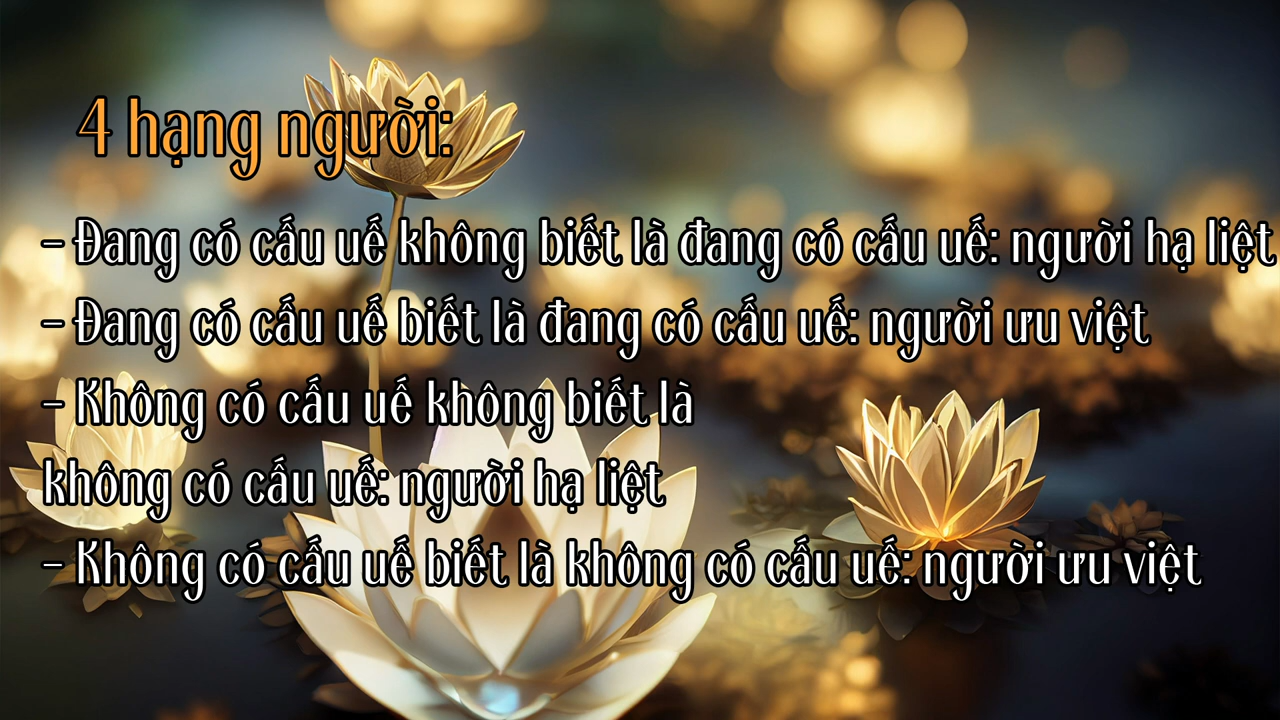 4 hạng người:
- Đang có cấu uế không biết là đang có cấu uế: người hạ liệt
- Đang có cấu uế biết là đang có cấu uế: người ưu việt
- Không có cấu uế không biết là
không có cấu uế: người hạ liệt
- Không có cấu uế biết là không có cấu uế: người ưu việt